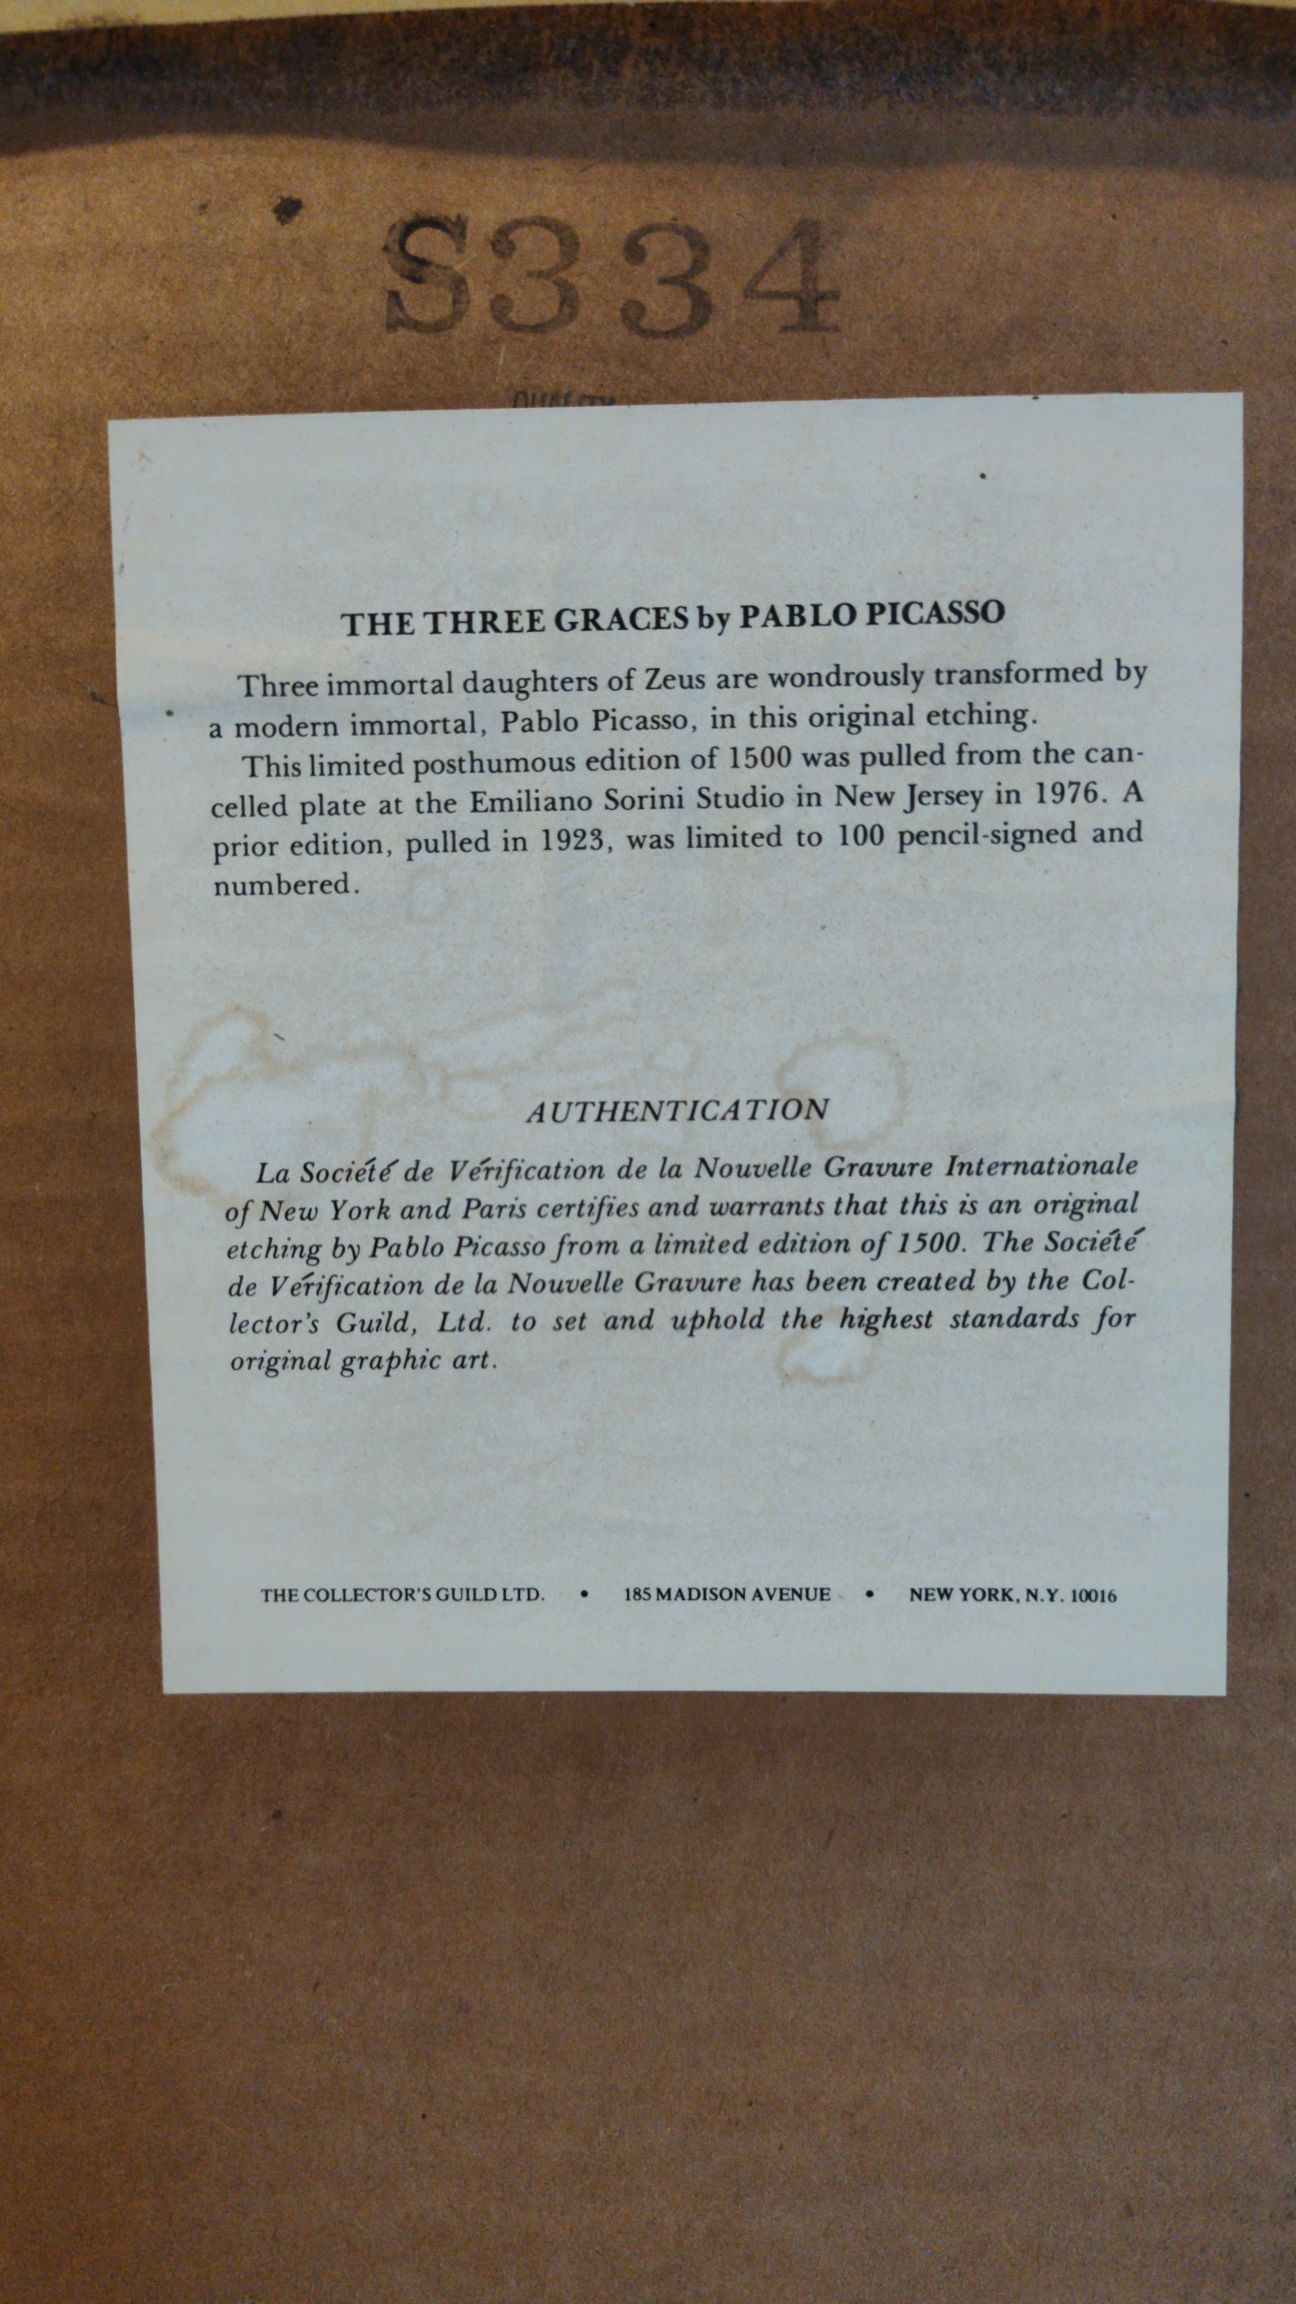 S334
THE THREE GRACES by PABLO PICASSO
Three immortal daughters of Zeus are wondrously transformed by
a modern immortal, Pablo Picasso, in this original etching.
This limited posthumous edition of 1500 was pulled from the can-
celled plate at the Emiliano Sorini Studio in New Jersey in 1976. A
prior edition, pulled in 1923, was limited to 100 pencil-signed and
numbered.
AUTHENTICATION
La Société de Vérification de la Nouvelle Gravure Internationale
of New York and Paris certifies and warrants that this is an original
etching by Pablo Picasso from a limited edition of 1500. The Société
de Vérification de la Nouvelle Gravure has been created by the Col-
lector's Guild, Ltd. to set and uphold the highest standards for
original graphic art.
THE COLLECTOR'S GUILD LTD. • 185 MADISON AVENUE • NEW YORK, N.Y. 10016